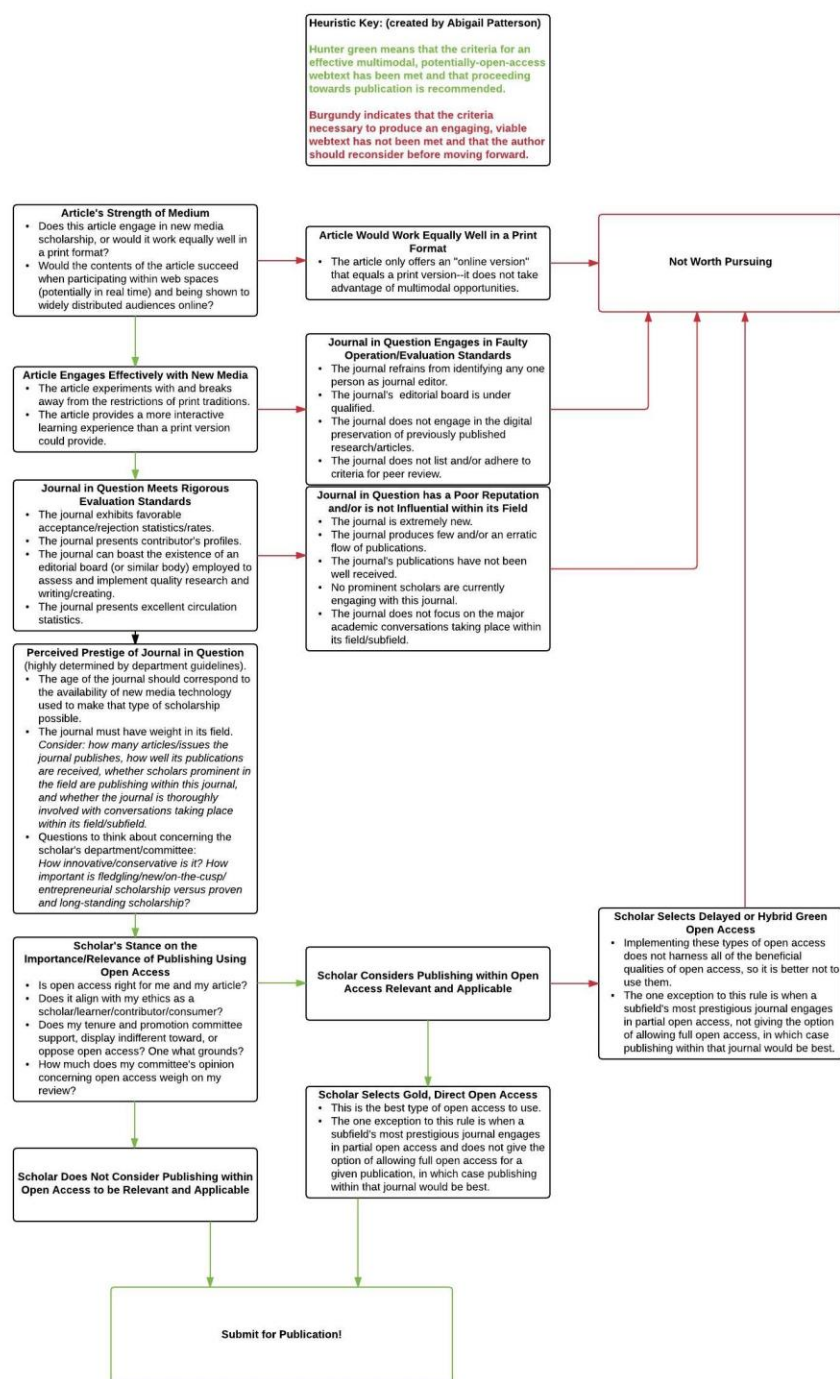 Heuristic Key: (created by Abigail Patterson)
Hunter green means that the criteria for an
effective multimodal, potentially-open-access
webtext has been met and that proceeding
towards publication is recommended.
Burgundy indicates that the criteria
necessary to produce an engaging, viable
webtext has not been met and that the author
should reconsider before moving forward.
Article's Strength of Medium
• Does this article engage in new media
scholarship, or would it work equally well in
a print format?
• Would the contents of the article succeed
when participating within web spaces
(potentially in real time) and being shown to
widely distributed audiences online?
Article Would Work Equally Well in a Print
Format
• The article only offers an "online version"
that equals a print version--it does not take
advantage of multimodal opportunities.
Not Worth Pursuing
Article Engages Effectively with New Media
• The article experiments with and breaks
away from the restrictions of print traditions.
• The article provides a more interactive
learning experience than a print version
could provide.
Journal in Question Engages in Faulty
Operation/Evaluation Standards
• The journal refrains from identifying any one
person as journal editor.
• The journal's editorial board is under
qualified.
• The journal does not engage in the digital
preservation of previously published
research/articles.
• The journal does not list and/or adhere to
criteria for peer review.
Journal in Question Meets Rigorous
Evaluation Standards
• The journal exhibits favorable
acceptance/rejection statistics/rates.
• The journal presents contributor's profiles.
• The journal can boast the existence of an
editorial board (or similar body) employed to
assess and implement quality research and
writing/creating.
• The journal presents excellent circulation
statistics.
Journal in Question has a Poor Reputation
and/or is not Influential within its Field
• The journal is extremely new.
• The journal produces few and/or an erratic
flow of publications.
• The journal's publications have not been
well received.
• No prominent scholars are currently
engaging with this journal.
• The journal does not focus on the major
academic conversations taking place within
its field/subfield.
Perceived Prestige of Journal in Question
(highly determined by department guidelines).
• The age of the journal should correspond to
the availability of new media technology
used to make that type of scholarship
possible.
• The journal must have weight in its field.
Consider: how many articles/issues the
journal publishes, how well its publications
are received, whether scholars prominent in
the field are publishing within this journal,
and whether the journal is thoroughly
involved with conversations taking place
within its field/subfield.
• Questions to think about concerning the
scholar's department/committee:
How innovative/conservative is it? How
important is fledgling/new/on-the-cusp/
entrepreneurial scholarship versus proven
and long-standing scholarship?
Scholar's Stance on the
Importance/Relevance of Publishing Using
Open Access
• Is open access right for me and my article?
• Does it align with my ethics as a
scholar/learner/contributor/consumer?
• Does my tenure and promotion committee
support, display indifferent toward, or
oppose open access? One what grounds?
• How much does my committee's opinion
concerning open access weigh on my
review?
Scholar Considers Publishing within Open
Access Relevant and Applicable
Scholar Selects Delayed or Hybrid Green
Open Access
• Implementing these types of open access
does not harness all of the beneficial
qualities of open access, so it is better not to
use them.
• The one exception to this rule is when a
subfield's most prestigious journal engages
in partial open access, not giving the option
of allowing full open access, in which case
publishing within that journal would be best.
Scholar Selects Gold, Direct Open Access
• This is the best type of open access to use.
• The one exception to this rule is when a
subfield's most prestigious journal engages
in partial open access and does not give the
option of allowing full open access for a
given publication, in which case publishing
within that journal would be best.
Scholar Does Not Consider Publishing within
Open Access to be Relevant and Applicable
Submit for Publication!